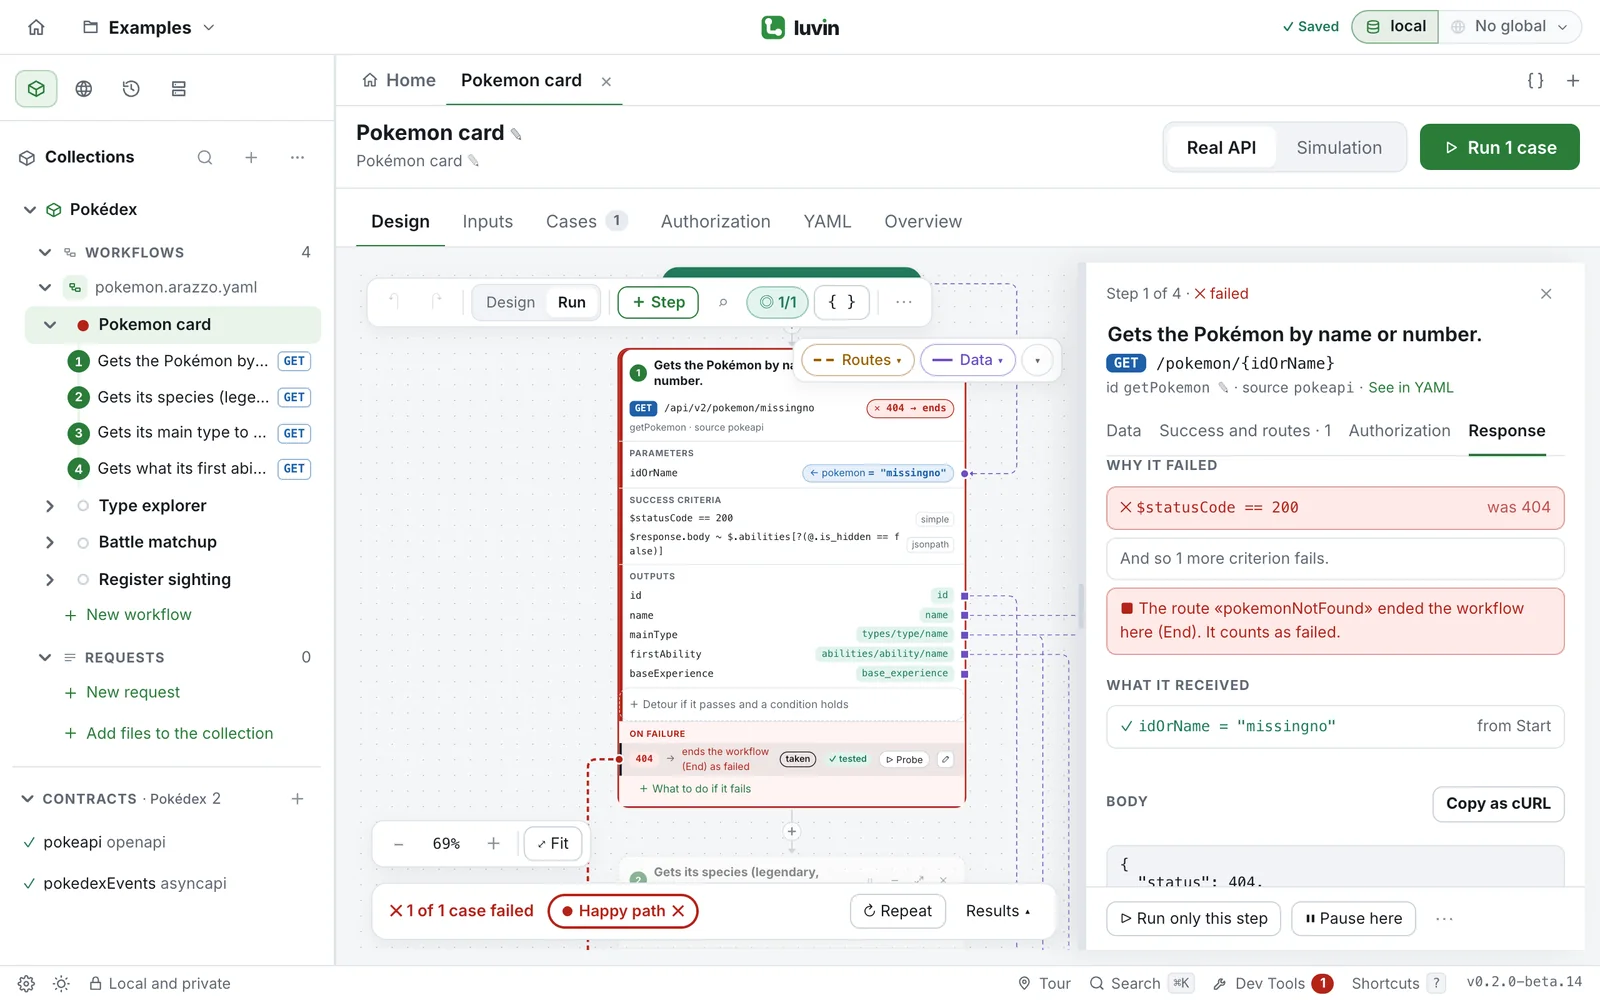 Examples
luvin
Saved
local
No global
Home
Pokemon card
{} +
Collections
Pokédex
WORKFLOWS 4
pokemon.arazzo.yaml
Pokemon card
1 Gets the Pokémon by... GET
2 Gets its species (lege... GET
3 Gets its main type to ... GET
4 Gets what its first abi... GET
Type explorer
Battle matchup
Register sighting
+ New workflow
REQUESTS 0
+ New request
+ Add files to the collection
CONTRACTS · Pokédex 2
pokeapi openapi
pokedexEvents asyncapi
Pokemon card
Pokémon card
Real API
Simulation
Run 1 case
Design
Inputs
Cases 1
Authorization
YAML
Overview
Design
Run
+ Step
1/1
{ }
Routes
Data
1 Gets the Pokémon by na
number.
GET /api/v2/pokemon/missingno
× 404 → ends
getPokemon · source pokeapi
PARAMETERS
idOrName
← pokemon = "missingno"
SUCCESS CRITERIA
$statusCode == 200 simple
$response.body ~ $.abilities[?(@.is_hidden == f
alse)] jsonpath
OUTPUTS
id id
name name
mainType types/type/name
firstAbility abilities/ability/name
baseExperience base_experience
+ Detour if it passes and a condition holds
ON FAILURE
404 → ends the workflow
(End) as failed
taken
✓ tested
Probe
+ What to do if it fails
+
2 Gets its species (legendary,
− 69% +
Fit
1 of 1 case failed
Happy path
Repeat
Results
Step 1 of 4 · × failed
Gets the Pokémon by name or number.
GET /pokemon/{idOrName}
id getPokemon · source pokeapi · See in YAML
Data
Success and routes · 1
Authorization
Response
WHY IT FAILED
× $statusCode == 200 was 404
And so 1 more criterion fails.
The route «pokemonNotFound» ended the workflow
here (End). It counts as failed.
WHAT IT RECEIVED
✓ idOrName = "missingno" from Start
BODY
Copy as cURL
{
"status": 404,
Run only this step
Pause here
Local and private
Tour
Search ⌘K
Dev Tools 1
Shortcuts ?
v0.2.0-beta.14